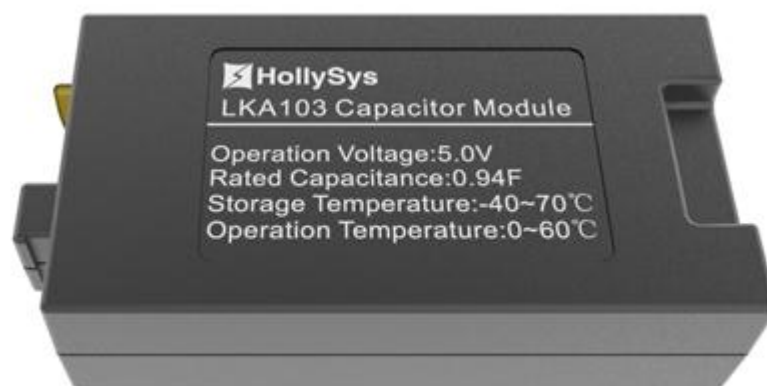 HollySys
LKA103 Capacitor Module
Operation Voltage:5.0V
Rated Capacitance:0.94F
Storage Temperature:-40~70℃
Operation Temperature:0~60℃